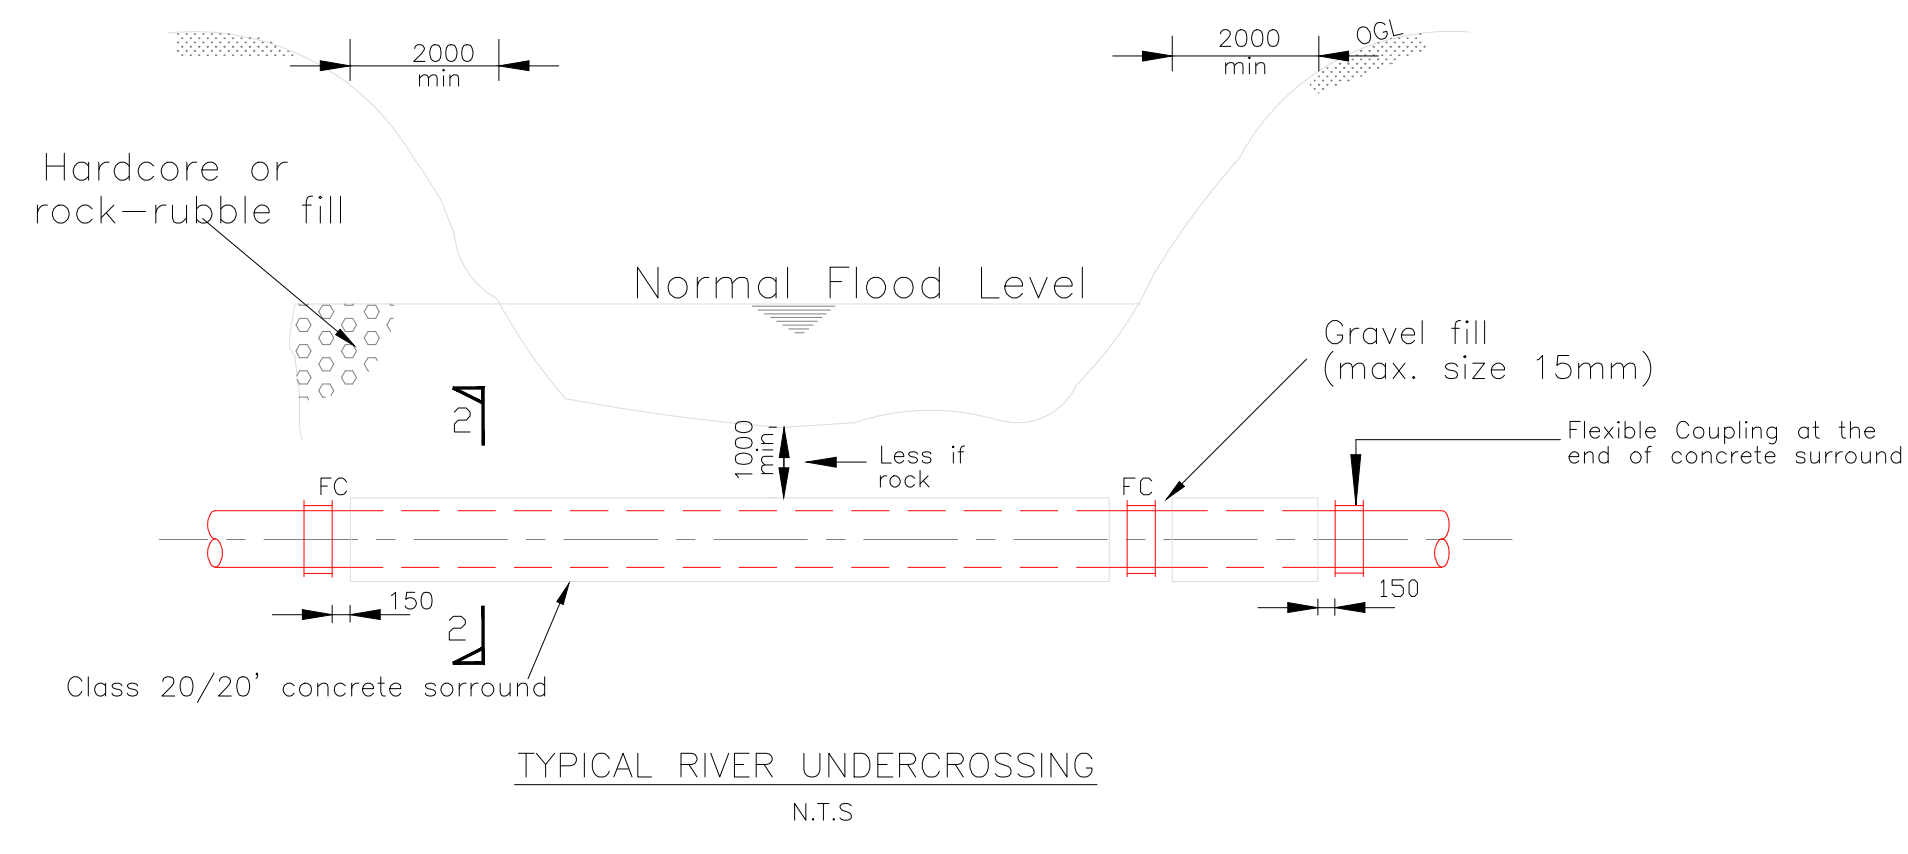 2000
min
2000
min
OGL
Hardcore or
rock-rubble fill
Normal Flood Level
Gravel fill
(max. size 15mm)
2
1000
min.
Less if
rock
Flexible Coupling at the
end of concrete surround
FC
FC
150
150
2
Class 20/20' concrete sorround
TYPICAL RIVER UNDERCROSSING
N.T.S